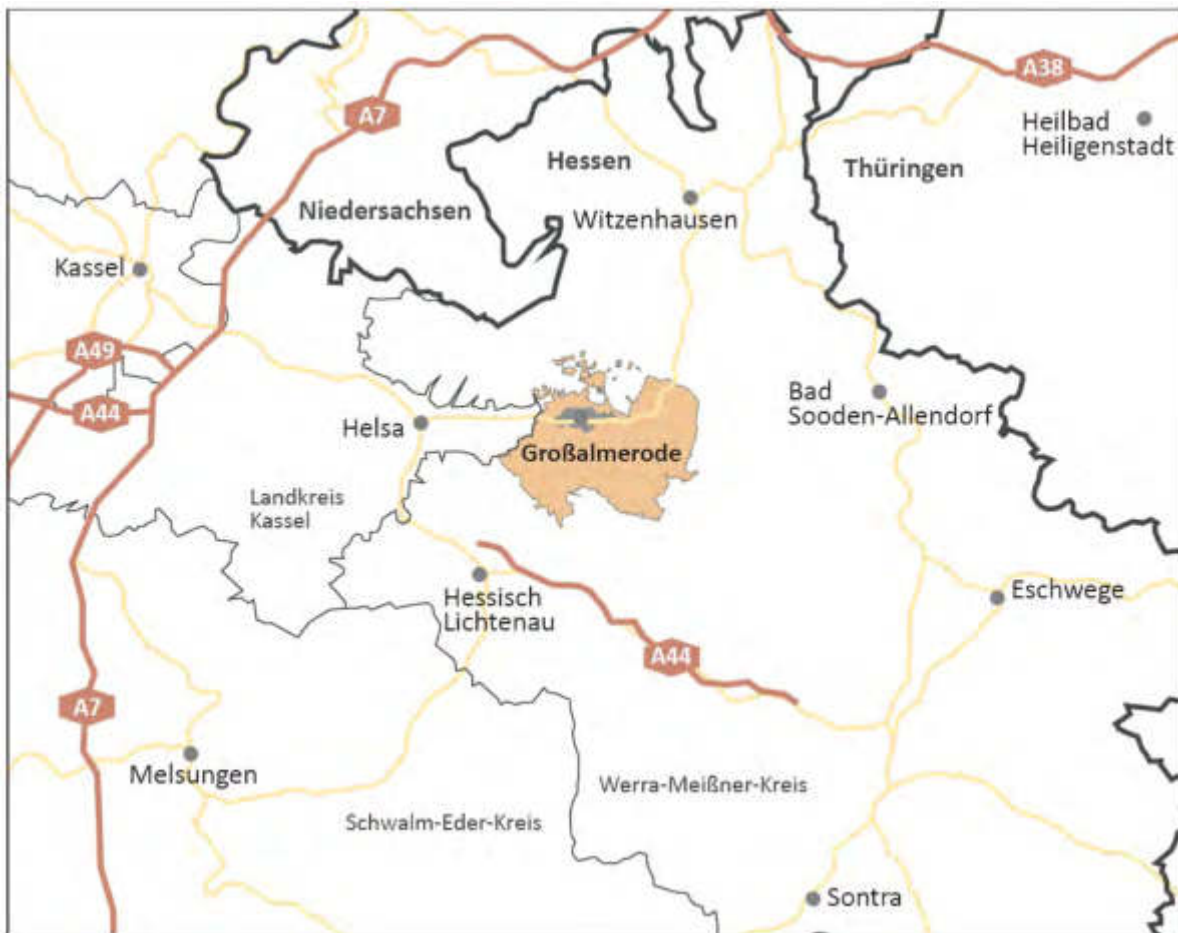 A38
A7
Heilbad
Heiligenstadt
Hessen
Thüringen
Niedersachsen
Witzenhausen
Kassel
A49
A44
Bad
Sooden-Allendorf
Helsa
Großalmerode
Landkreis
Kassel
Hessisch
Lichtenau
Eschwege
A44
A7
Melsungen
Werra-Meißner-Kreis
Schwalm-Eder-Kreis
Sontra